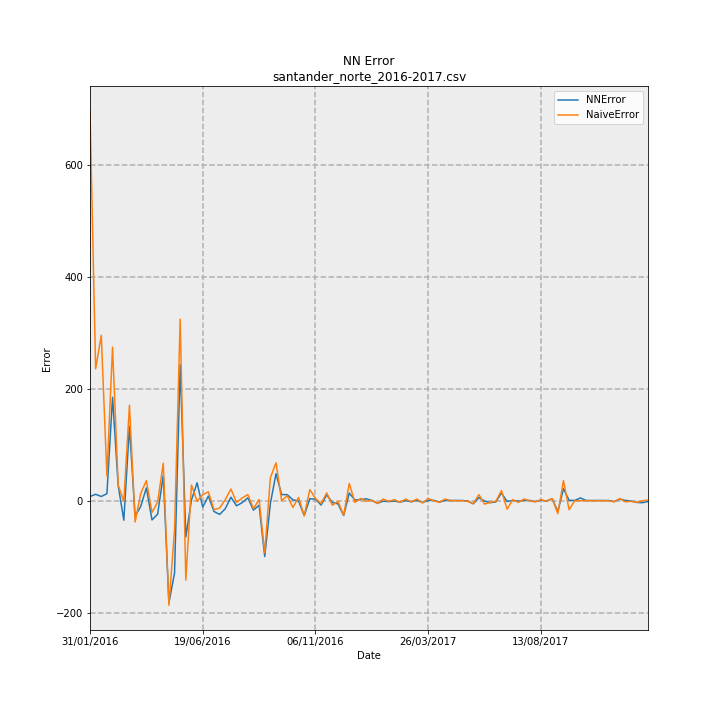 NN Error
santander_norte_2016-2017.csv
NNError
NaiveError
600
400
200
0
−200
Error
31/01/2016 19/06/2016 06/11/2016 26/03/2017 13/08/2017
Date